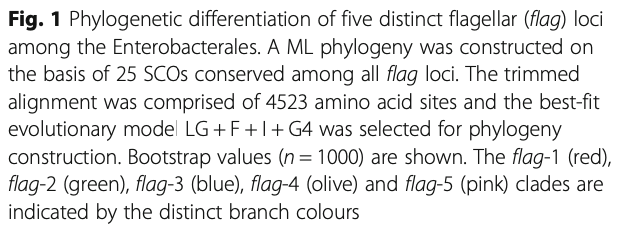 Fig. 1 Phylogenetic differentiation of five distinct flagellar (flag) loci
among the Enterobacterales. A ML phylogeny was constructed on
the basis of 25 SCOs conserved among all flag loci. The trimmed
alignment was comprised of 4523 amino acid sites and the best-fit
evolutionary model LG + F + I + G4 was selected for phylogeny
construction. Bootstrap values (n = 1000) are shown. The flag-1 (red),
flag-2 (green), flag-3 (blue), flag-4 (olive) and flag-5 (pink) clades are
indicated by the distinct branch colours